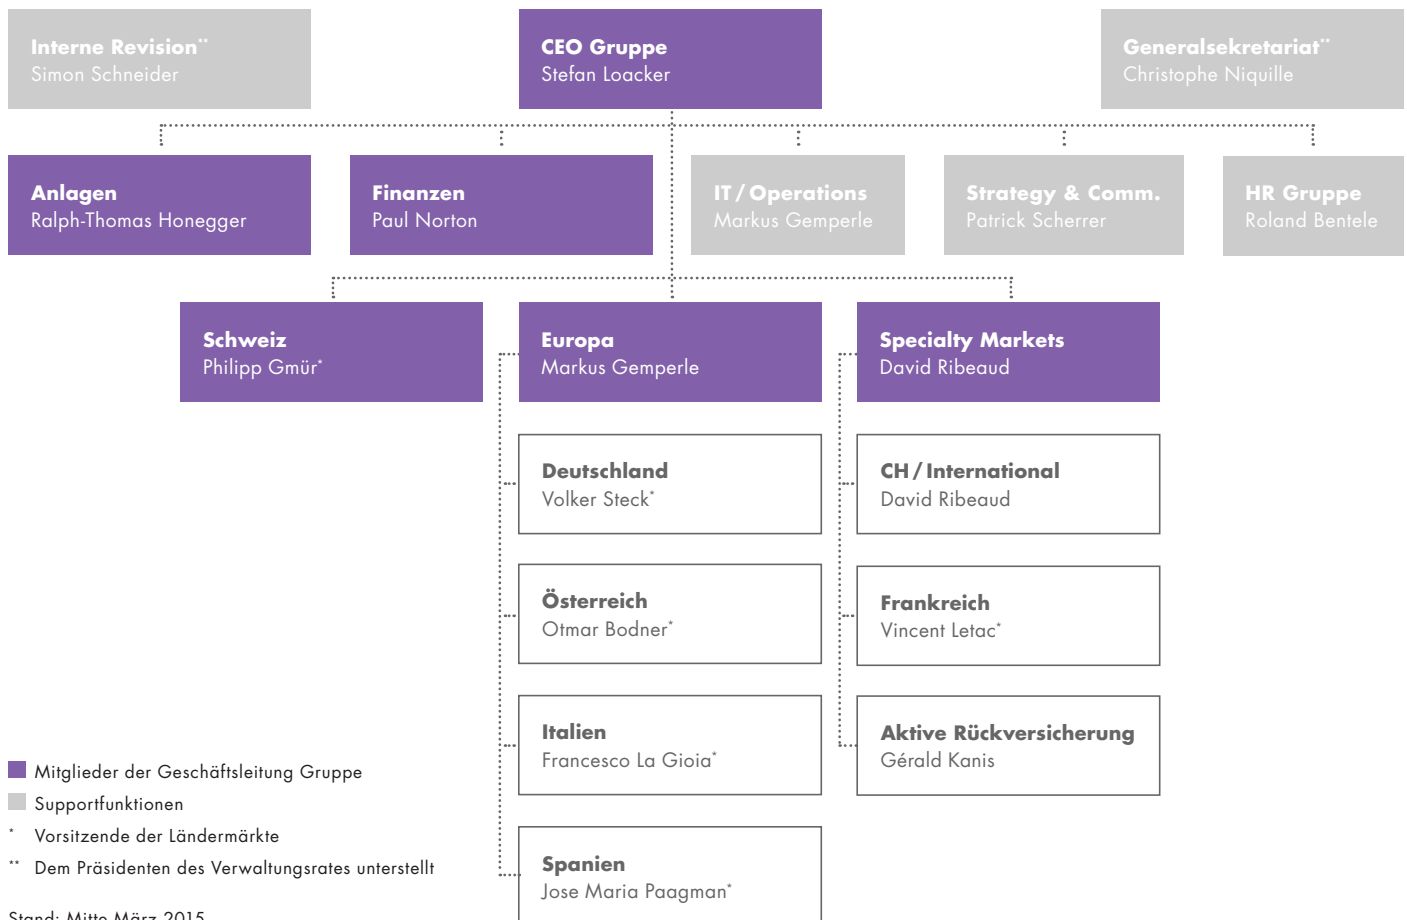 Interne Revision**
Simon Schneider
CEO Gruppe
Stefan Loacker
Generalsekretariat**
Christophe Niquille
Anlagen
Ralph-Thomas Honegger
Finanzen
Paul Norton
IT / Operations
Markus Gemperle
Strategy & Comm.
Patrick Scherrer
HR Gruppe
Roland Bentele
Schweiz
Philipp Gmür*
Europa
Markus Gemperle
Specialty Markets
David Ribeaud
Deutschland
Volker Steck*
CH / International
David Ribeaud
Österreich
Otmar Bodner*
Frankreich
Vincent Letac*
Italien
Francesco La Gioia*
Aktive Rückversicherung
Gérald Kanis
Spanien
Jose Maria Paagman*
Mitglieder der Geschäftsleitung Gruppe
Supportfunktionen
* Vorsitzende der Ländermärkte
** Dem Präsidenten des Verwaltungsrates unterstellt
Stand: Mitte März 2015